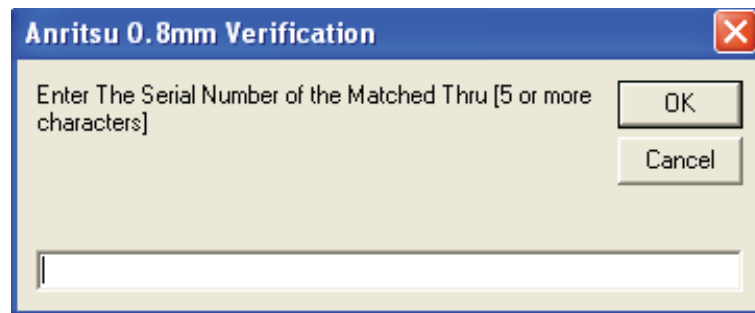 Anritsu 0.8mm Verification
Enter The Serial Number of the Matched Thru [5 or more
characters]
OK
Cancel